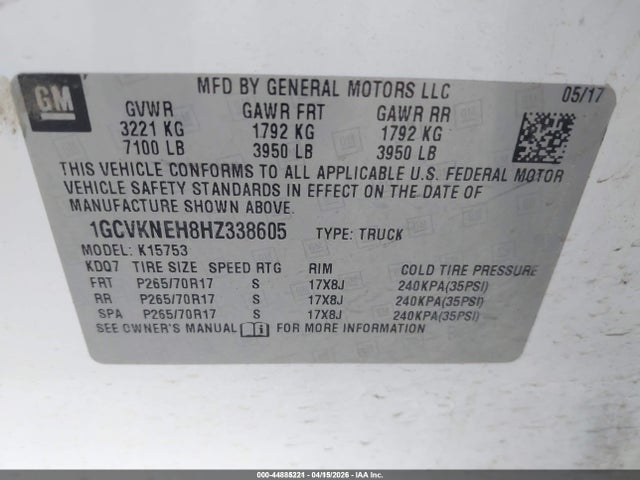 GM
MFD BY GENERAL MOTORS LLC 05/17
GVWR GAWR FRT GAWR RR
3221 KG 1792 KG 1792 KG
7100 LB 3950 LB 3950 LB
THIS VEHICLE CONFORMS TO ALL APPLICABLE U.S. FEDERAL MOTOR
VEHICLE SAFETY STANDARDS IN EFFECT ON THE DATE OF
MANUFACTURE SHOWN ABOVE.
1GCVKNEH8HZ338605 TYPE: TRUCK
MODEL: K15753
KDQ7 TIRE SIZE SPEED RTG RIM COLD TIRE PRESSURE
FRT P265/70R17 S 17X8J 240KPA(35PSI)
RR P265/70R17 S 17X8J 240KPA(35PSI)
SPA P265/70R17 S 17X8J 240KPA(35PSI)
SEE OWNER'S MANUAL FOR MORE INFORMATION
000-44885221 - 04/15/2026 - IAA, Inc.